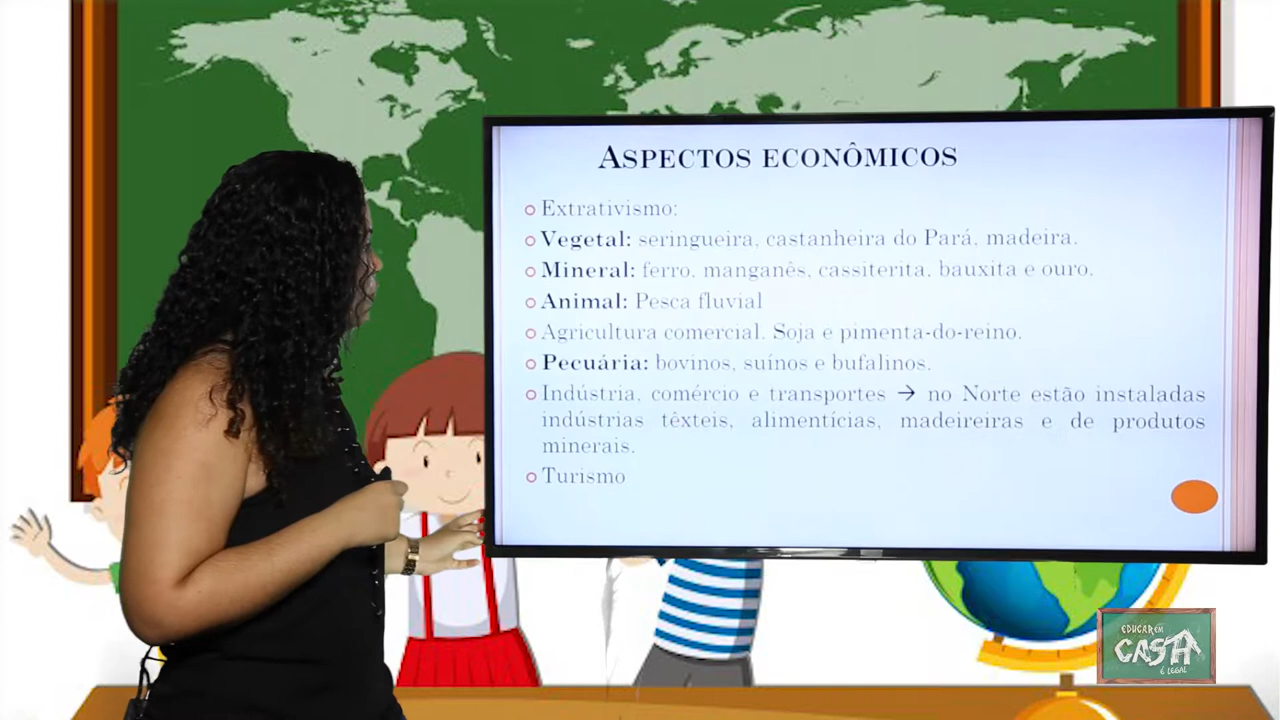 ASPECTOS ECONÔMICOS
Extrativismo:
Vegetal: seringueira, castanheira do Pará, madeira.
Mineral: ferro, manganês, cassiterita, bauxita e ouro.
Animal: Pesca fluvial
Agricultura comercial. Soja e pimenta-do-reino.
Pecuária: bovinos, suínos e bufalinos.
Indústria, comércio e transportes → no Norte estão instaladas
indústrias têxteis, alimentícias, madeireiras e de produtos
minerais.
Turismo
EDUCAR EM
CASA
É LEGAL